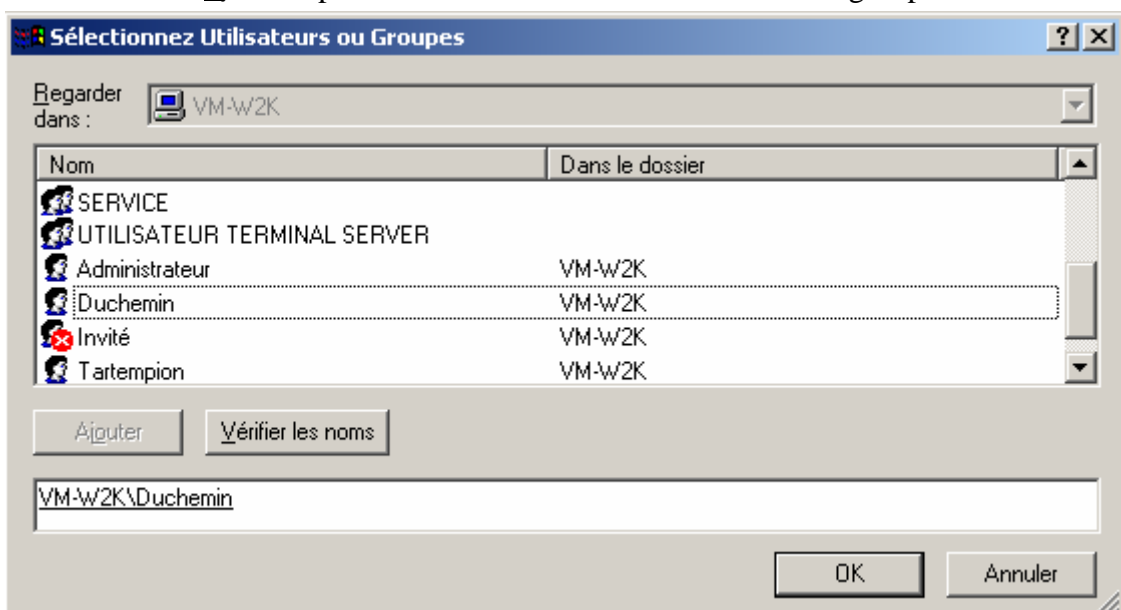 Sélectionnez Utilisateurs ou Groupes
Regarder
dans :
VM-W2K
Nom Dans le dossier
SERVICE
UTILISATEUR TERMINAL SERVER
Administrateur VM-W2K
Duchemin VM-W2K
Invité VM-W2K
Tartempion VM-W2K
Ajouter Vérifier les noms
VM-W2K\Duchemin
OK Annuler